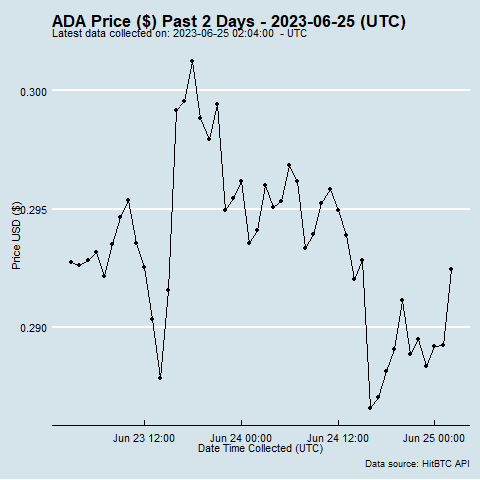 ADA Price ($) Past 2 Days - 2023-06-25 (UTC)
Latest data collected on: 2023-06-25 02:04:00 - UTC
0.300
0.295
0.290
Price USD ($)
Jun 23 12:00
Jun 24 00:00
Jun 24 12:00
Jun 25 00:00
Date Time Collected (UTC)
Data source: HitBTC API